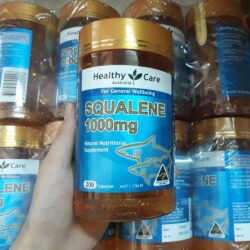 Healthy Care
Australia
For General Wellbeing
SQUALENE
1000mg
Natural Nutritional
Supplement
200 Capsules